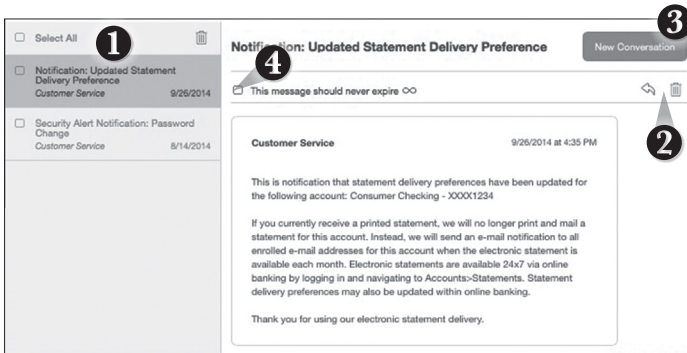 Select All
1
Notification: Updated Statement
Delivery Preference
Customer Service 9/26/2014
Security Alert Notification: Password
Change
Customer Service 8/14/2014
Notification: Updated Statement Delivery Preference
New Conversation
3
4
This message should never expire ∞
2
Customer Service 9/26/2014 at 4:35 PM
This is notification that statement delivery preferences have been updated for
the following account: Consumer Checking - XXXX1234
If you currently receive a printed statement, we will no longer print and mail a
statement for this account. Instead, we will send an e-mail notification to all
enrolled e-mail addresses for this account when the electronic statement is
available each month. Electronic statements are available 24x7 via online
banking by logging in and navigating to Accounts>Statements. Statement
delivery preferences may also be updated within online banking.
Thank you for using our electronic statement delivery.